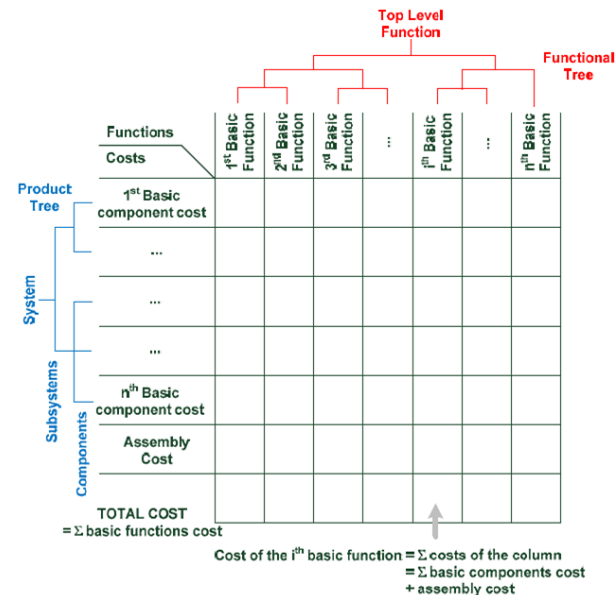 Top Level
Function
Functional
Tree
Functions
Costs
1st Basic
Function
2nd Basic
Function
3rd Basic
Function
...
ith Basic
Function
...
nth Basic
Function
Product
Tree
1st Basic
component cost
...
...
...
nth Basic
component cost
Assembly
Cost
System
Subsystems
Components
TOTAL COST
= Σ basic functions cost
Cost of the ith basic function = Σ costs of the column
= Σ basic components cost
+ assembly cost